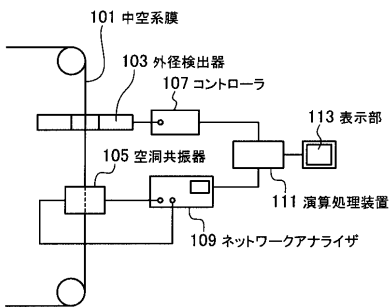 101 中空系膜
103 外径検出器
107 コントローラ
113 表示部
105 空洞共振器
111 演算処理装置
109 ネットワークアナライザ